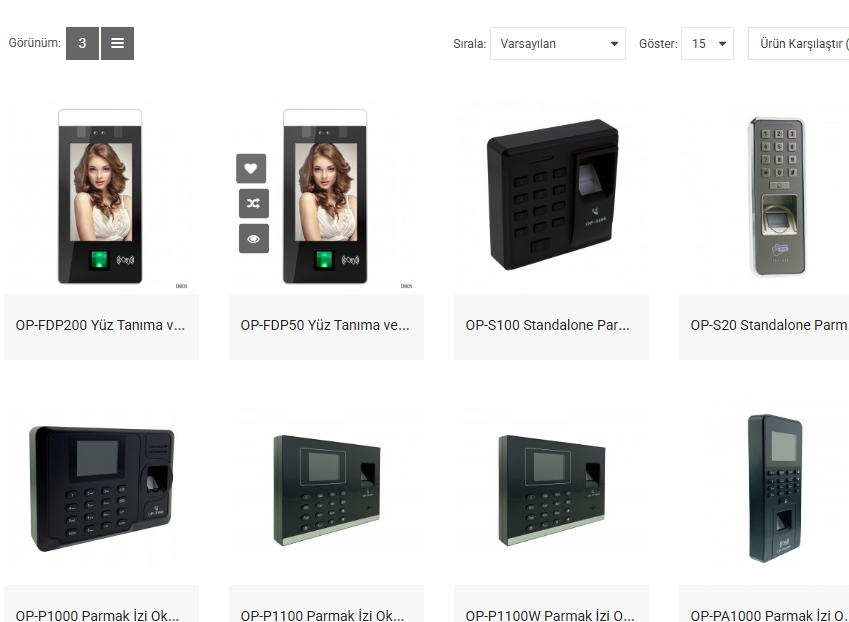 Görünüm:
3
Sırala:
Varsayılan
Göster:
15
Ürün Karşılaştır (
OP-FDP200 Yüz Tanıma v...
OP-FDP50 Yüz Tanıma ve...
OP-S100 Standalone Par...
OP-S20 Standalone Parm
OP-P1000 Parmak İzi Ok...
OP-P1100 Parmak İzi Ok...
OP-P1100W Parmak İzi O...
OP-PA1000 Parmak İzi O.